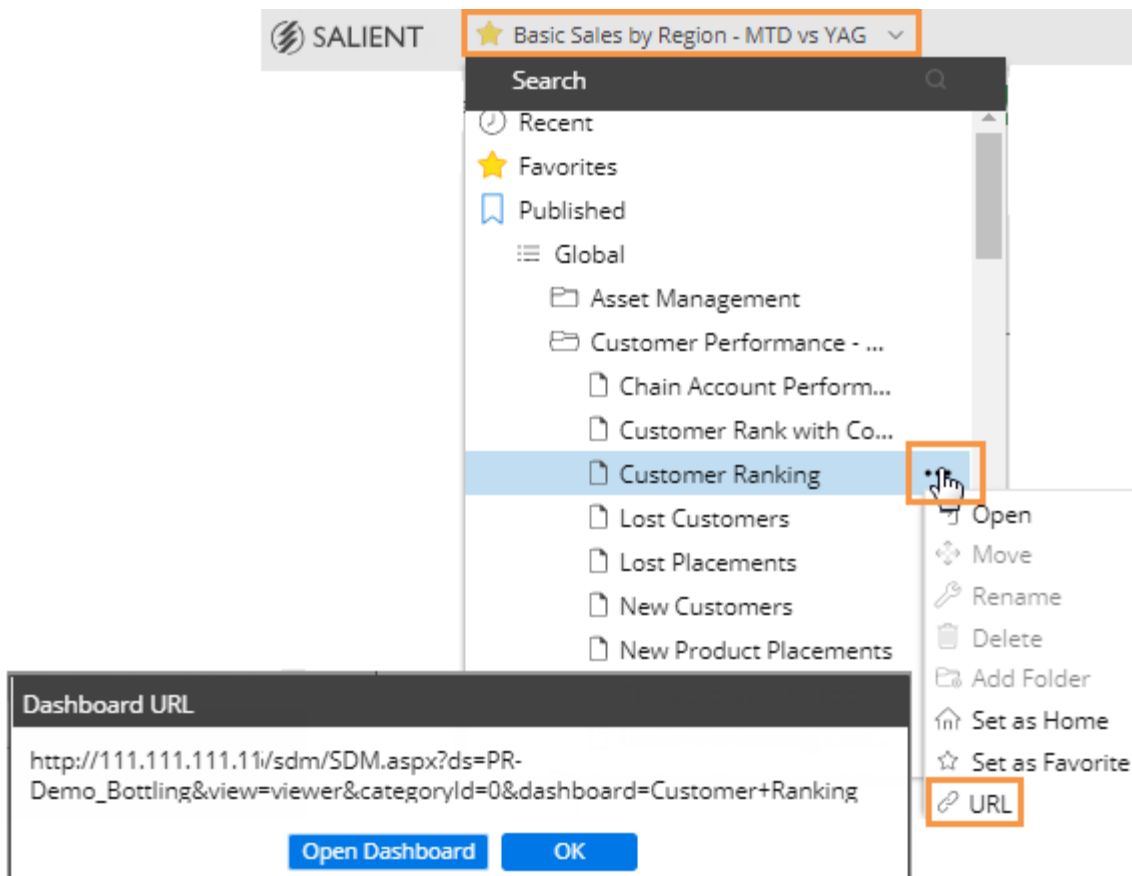 SALIENT
Basic Sales by Region - MTD vs YAG
Search
Recent
Favorites
Published
Global
Asset Management
Customer Performance - ...
Chain Account Perform...
Customer Rank with Co...
Customer Ranking
Lost Customers
Lost Placements
New Customers
New Product Placements
Open
Move
Rename
Delete
Add Folder
Set as Home
Set as Favorite
URL
Dashboard URL
http://111.111.111.11/sdm/SDM.aspx?ds=PR-
Demo_Bottling&view=viewer&categoryId=0&dashboard=Customer+Ranking
Open Dashboard
OK